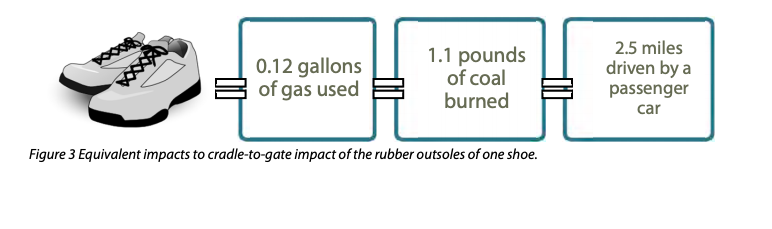 0.12 gallons
of gas used
1.1 pounds
of coal
burned
2.5 miles
driven by a
passenger
car
Figure 3 Equivalent impacts to cradle-to-gate impact of the rubber outsoles of one shoe.